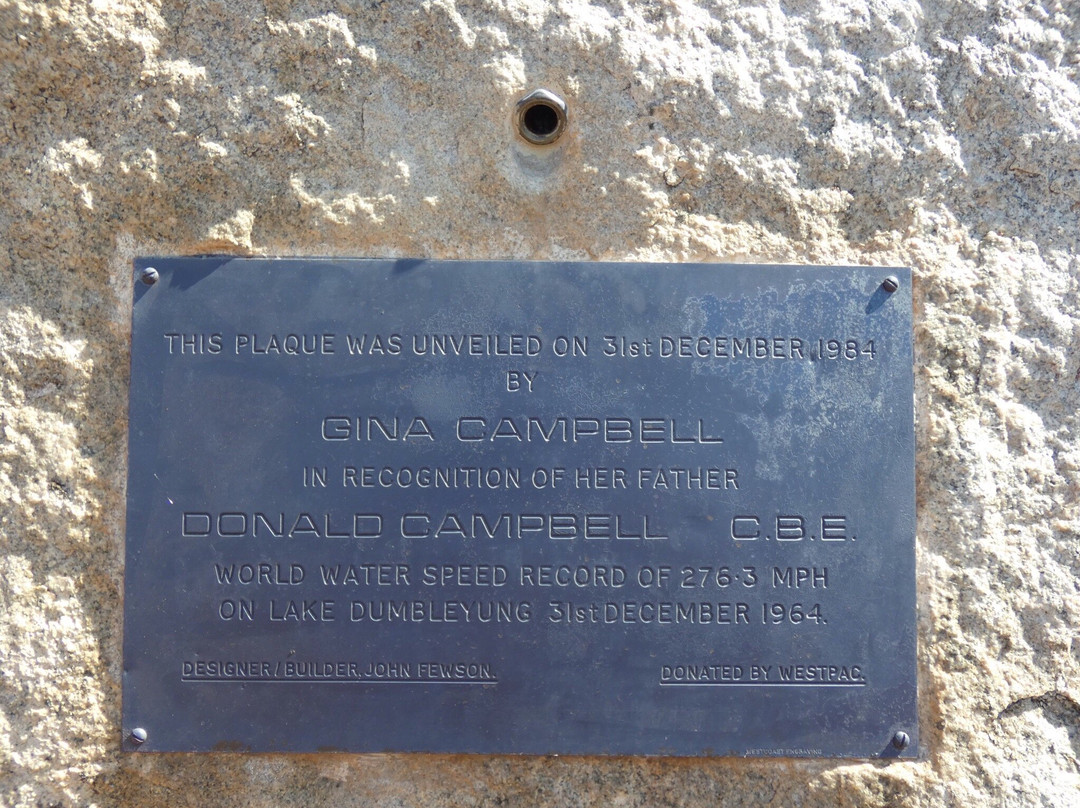 THIS PLAQUE WAS UNVEILED ON 31st DECEMBER 1984
BY
GINA CAMPBELL
IN RECOGNITION OF HER FATHER
DONALD CAMPBELL C.B.E.
WORLD WATER SPEED RECORD OF 276·3 MPH
ON LAKE DUMBLEYUNG 31st DECEMBER 1964.
DESIGNER/BUILDER, JOHN FEWSON. DONATED BY WESTPAC.
ENGRAVING